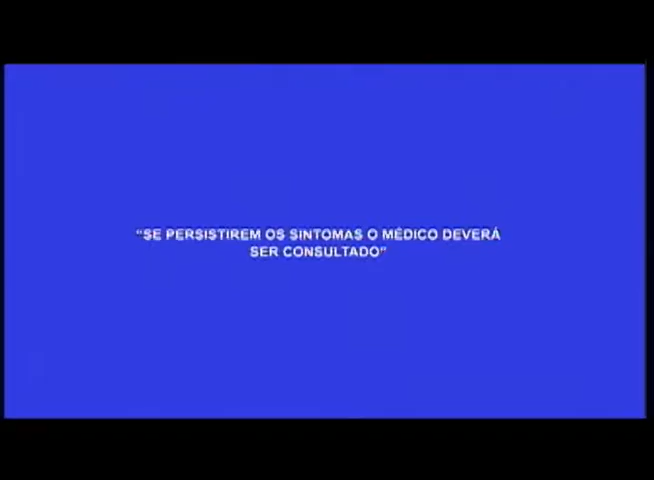 “SE PERSISTIREM OS SINTOMAS O MÉDICO DEVERÁ
SER CONSULTADO”